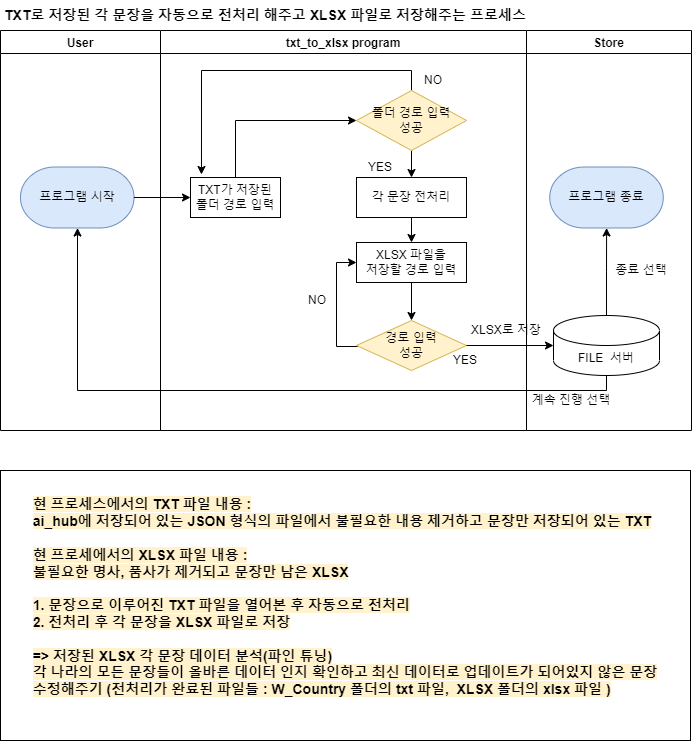 TXT로 저장된 각 문장을 자동으로 전처리 해주고 XLSX 파일로 저장해주는 프로세스
User
txt_to_xlsx program
Store
NO
폴더 경로 입력
성공
YES
프로그램 시작
TXT가 저장된
폴더 경로 입력
각 문장 전처리
프로그램 종료
XLSX 파일을
저장할 경로 입력
종료 선택
NO
경로 입력
성공
XLSX로 저장
YES
FILE 서버
계속 진행 선택
현 프로세스에서의 TXT 파일 내용 :
ai_hub에 저장되어 있는 JSON 형식의 파일에서 불필요한 내용 제거하고 문장만 저장되어 있는 TXT
현 프로세에서의 XLSX 파일 내용 :
불필요한 명사, 품사가 제거되고 문장만 남은 XLSX
1. 문장으로 이루어진 TXT 파일을 열어본 후 자동으로 전처리
2. 전처리 후 각 문장을 XLSX 파일로 저장
=> 저장된 XLSX 각 문장 데이터 분석(파인 튜닝)
각 나라의 모든 문장들이 올바른 데이터 인지 확인하고 최신 데이터로 업데이트가 되어있지 않은 문장
수정해주기 (전처리가 완료된 파일들 : W_Country 폴더의 txt 파일, XLSX 폴더의 xlsx 파일 )